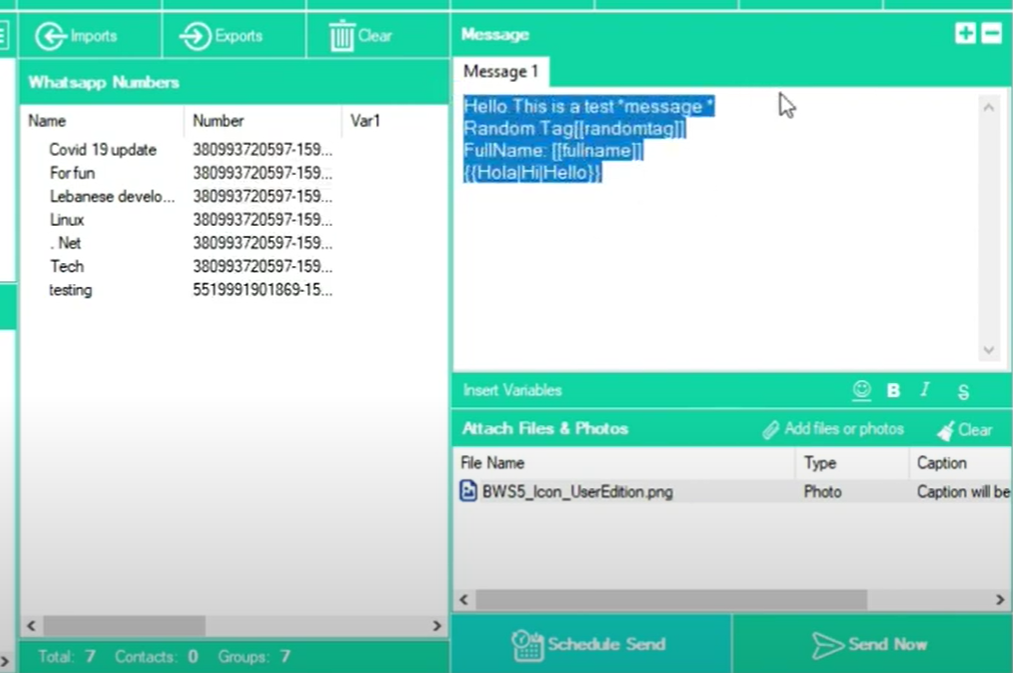 Imports Exports Clear
Whatsapp Numbers
Name Number Var1
Covid 19 update 380993720597-159...
For fun 380993720597-159...
Lebanese develo... 380993720597-159...
Linux 380993720597-159...
. Net 380993720597-159...
Tech 380993720597-159...
testing 5519991901869-15...
Total: 7 Contacts: 0 Groups: 7
Message
Message 1
Hello This is a test *message *
Random Tag[[randomtag]]
FullName: [[fullname]]
{{Hola|Hi|Hello}}
Insert Variables B I S
Attach Files & Photos Add files or photos Clear
File Name Type Caption
BWS5_Icon_UserEdition.png Photo Caption will be
Schedule Send Send Now